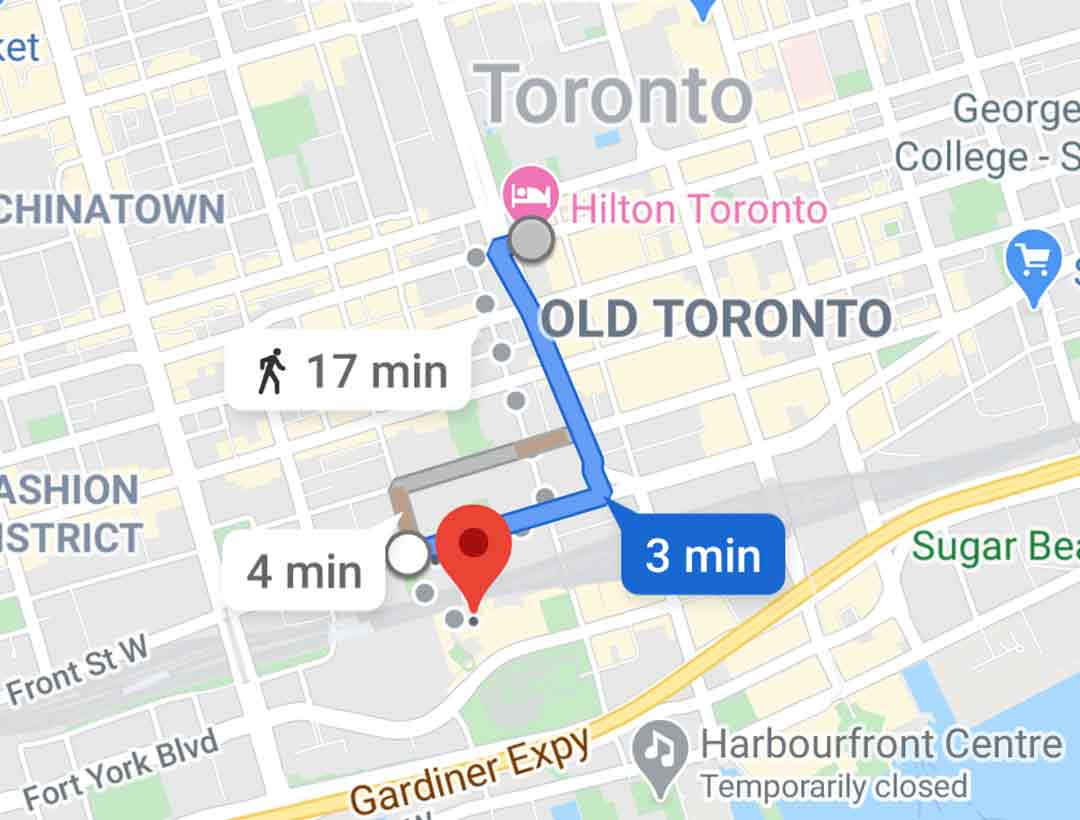 ket
Toronto
George
College - S
CHINATOWN
Hilton Toronto
S
OLD TORONTO
17 min
ASHION
ISTRICT
3 min
4 min
Sugar Bea
Front St W
Fort York Blvd
Gardiner Expy
Harbourfront Centre
Temporarily closed
W